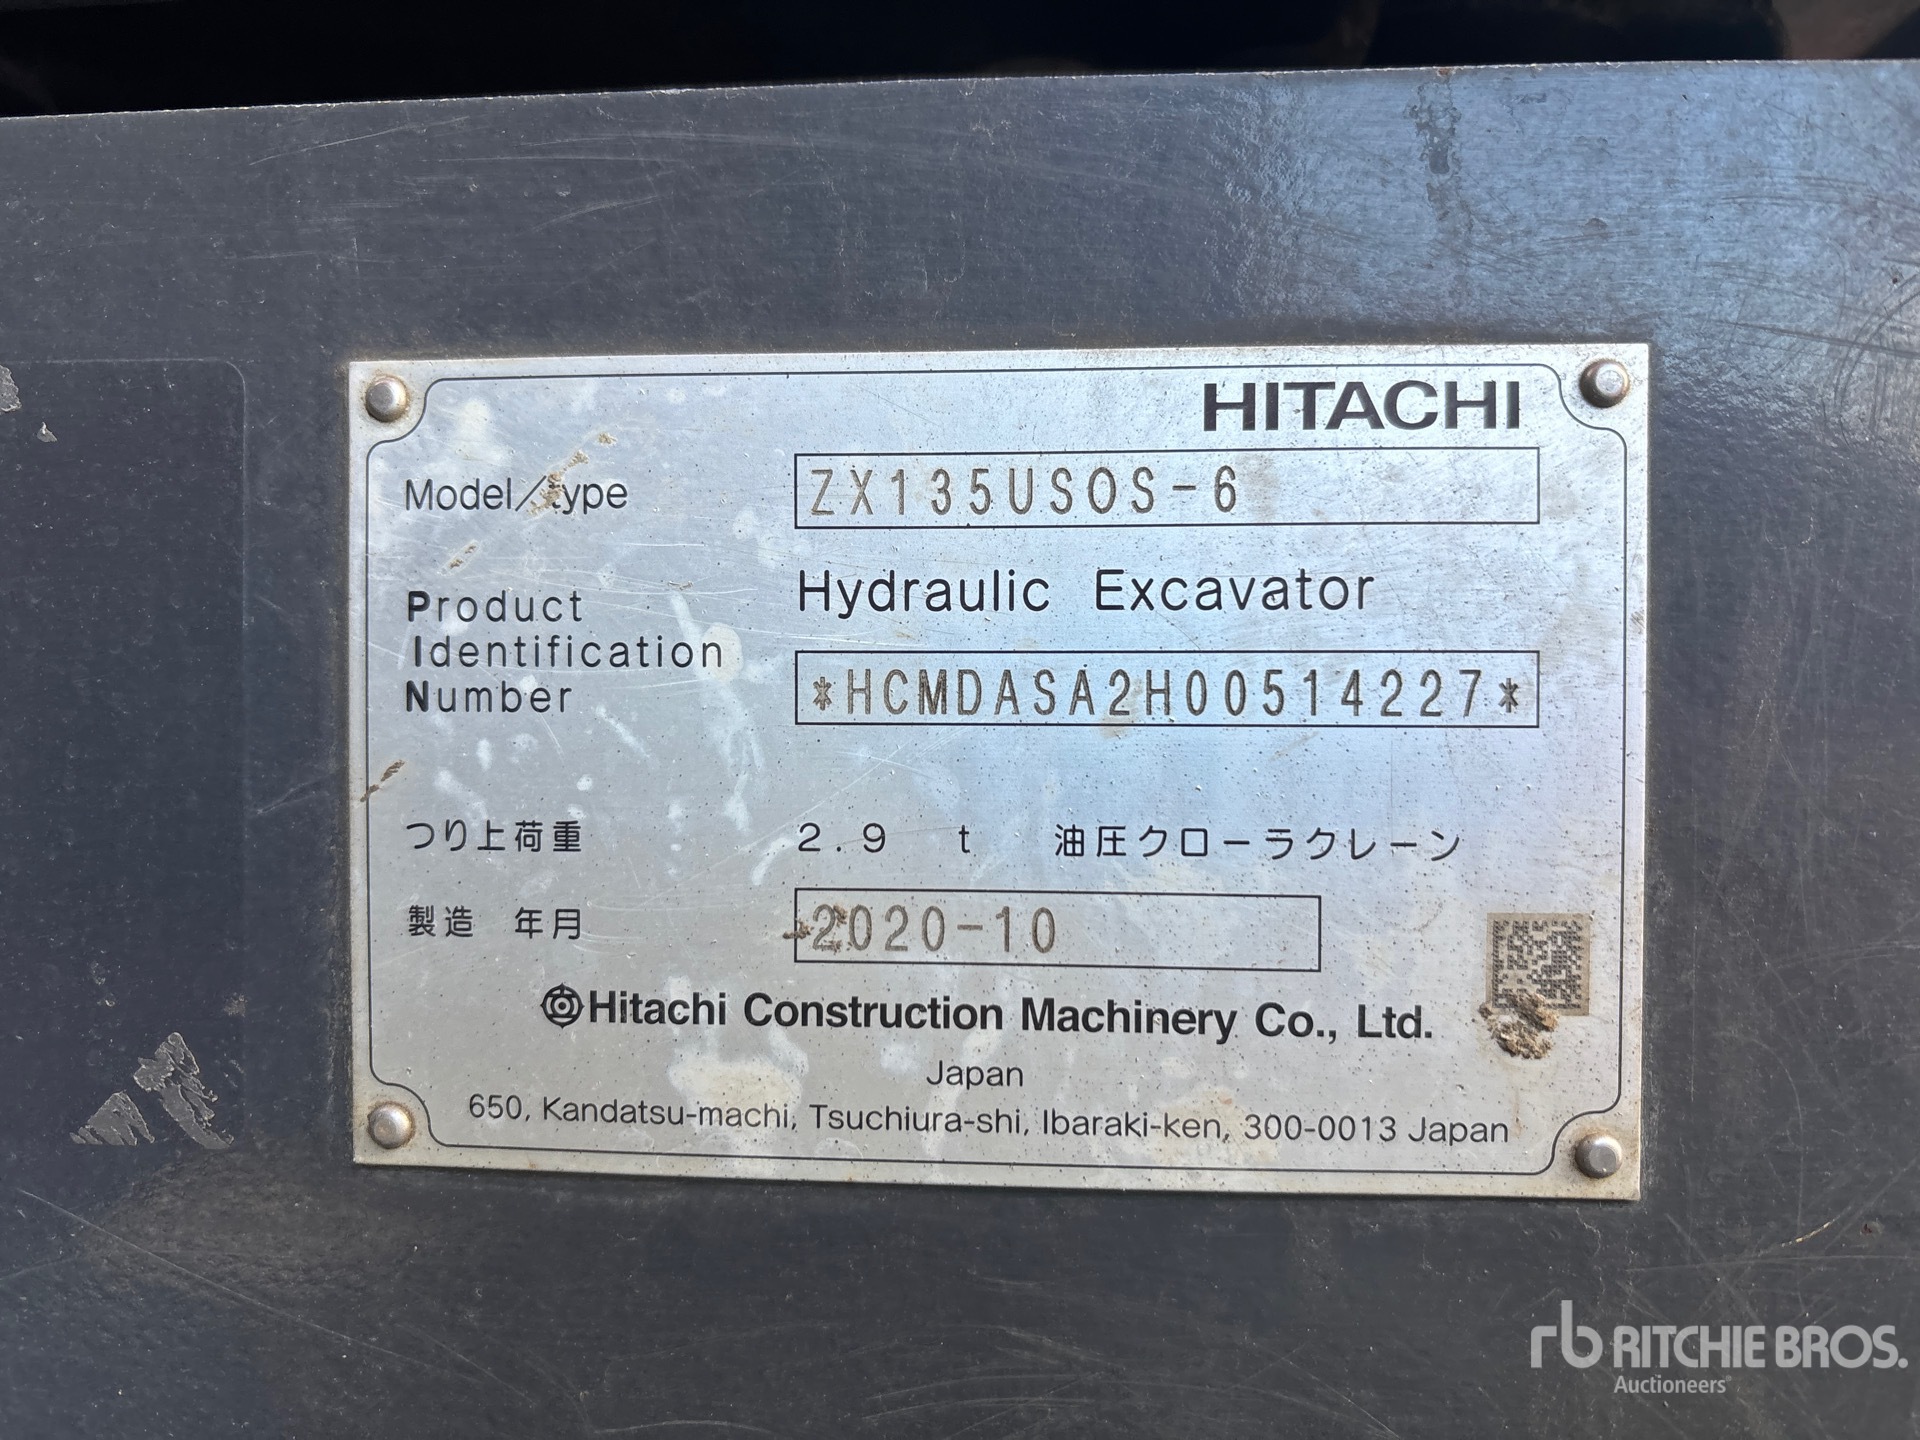 HITACHI
Model/type ZX135USOS-6
Hydraulic Excavator
Product
Identification
Number *HCMDASA2H00514227*
つり上荷重 2.9 t 油圧クローラクレーン
製造 年月 2020-10
Hitachi Construction Machinery Co., Ltd.
Japan
650, Kandatsu-machi, Tsuchiura-shi, Ibaraki-ken, 300-0013 Japan
rb RITCHIE BROS.
Auctioneers